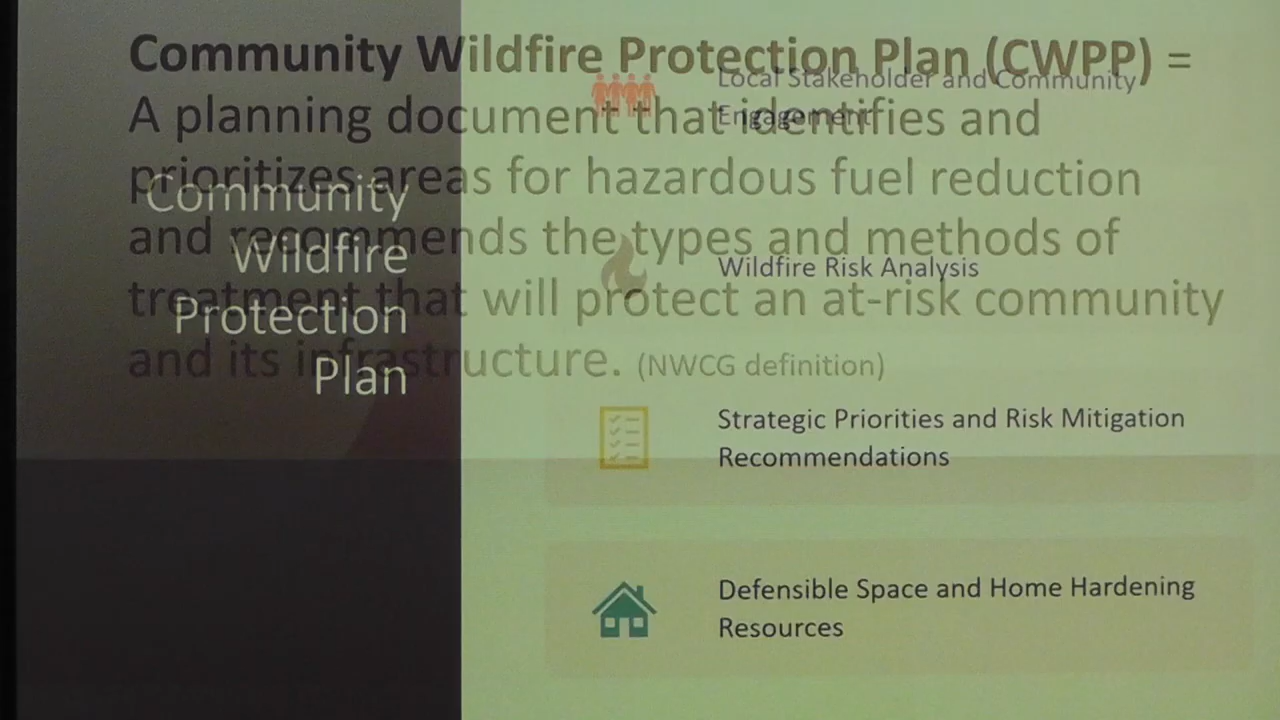 Community Wildfire Protection Plan (CWPP) =
A planning document that identifies and
prioritizes areas for hazardous fuel reduction
and recommends the types and methods of
treatment that will protect an at-risk community
and its infrastructure. (NWCG definition)
Community
Wildfire
Protection
Plan
Local Stakeholder and Community
Engagement
Wildfire Risk Analysis
Strategic Priorities and Risk Mitigation
Recommendations
Defensible Space and Home Hardening
Resources